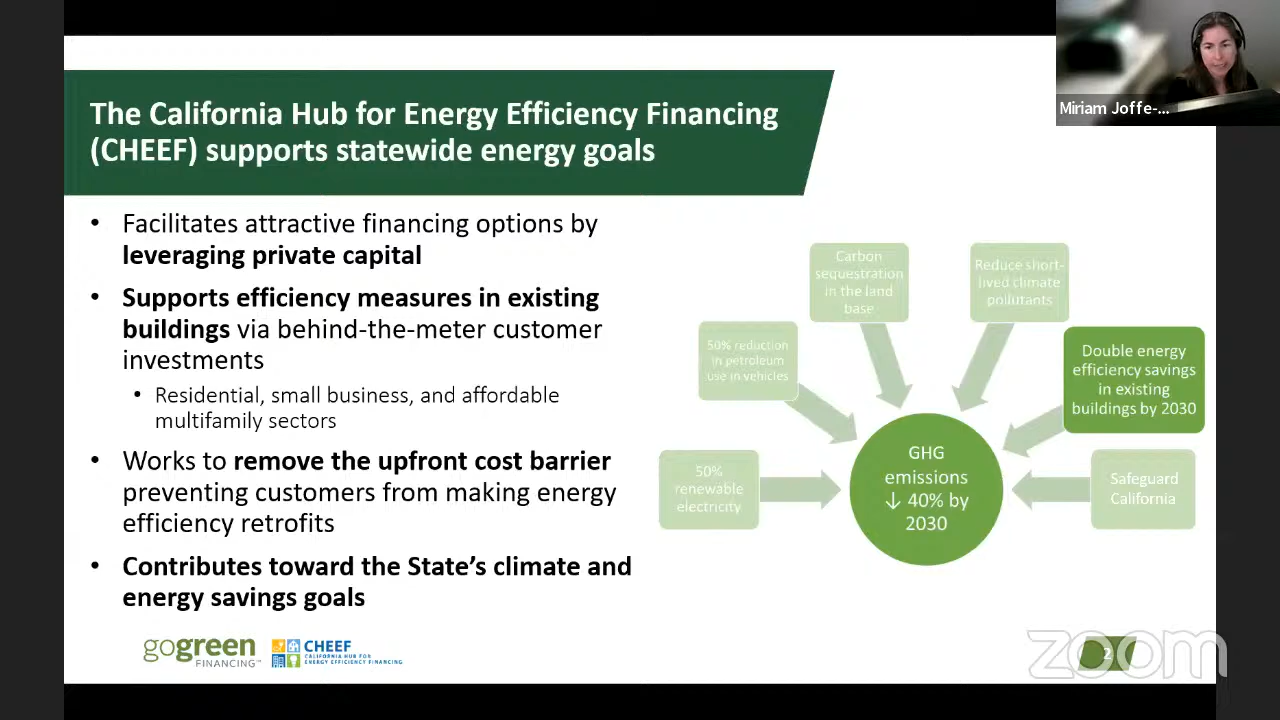 Miriam Joffe-...
The California Hub for Energy Efficiency Financing
(CHEEF) supports statewide energy goals
• Facilitates attractive financing options by
leveraging private capital
• Supports efficiency measures in existing
buildings via behind-the-meter customer
investments
• Residential, small business, and affordable
multifamily sectors
• Works to remove the upfront cost barrier
preventing customers from making energy
efficiency retrofits
• Contributes toward the State's climate and
energy savings goals
50%
renewable
electricity
50% reduction
in petroleum
use in vehicles
Carbon
sequestration
in the land
base
Reduce short-
lived climate
pollutants
Double energy
efficiency savings
in existing
buildings by 2030
Safeguard
California
GHG
emissions
↓ 40% by
2030
gogreen
FINANCING™
CHEEF
CALIFORNIA HUB FOR
ENERGY EFFICIENCY FINANCING
2
zoom